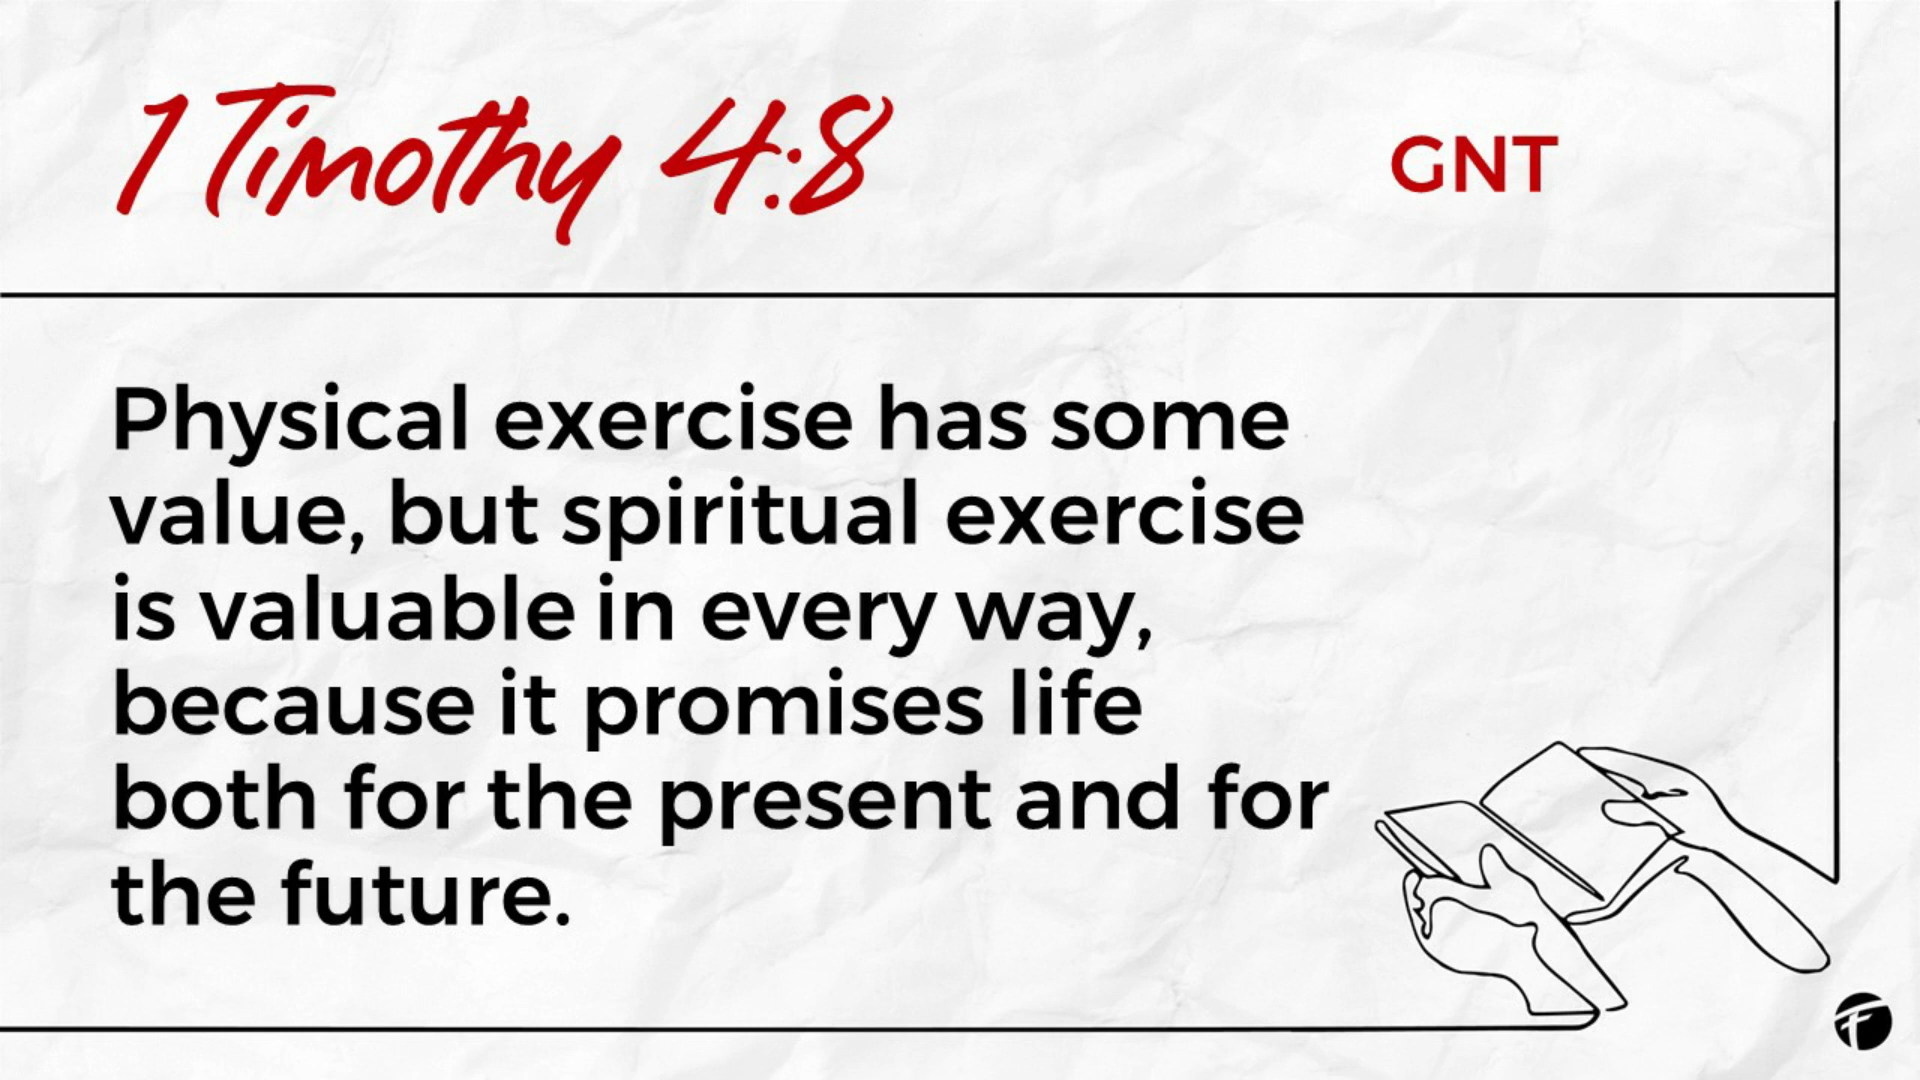 1 Timothy 4:8
GNT
Physical exercise has some
value, but spiritual exercise
is valuable in every way,
because it promises life
both for the present and for
the future.